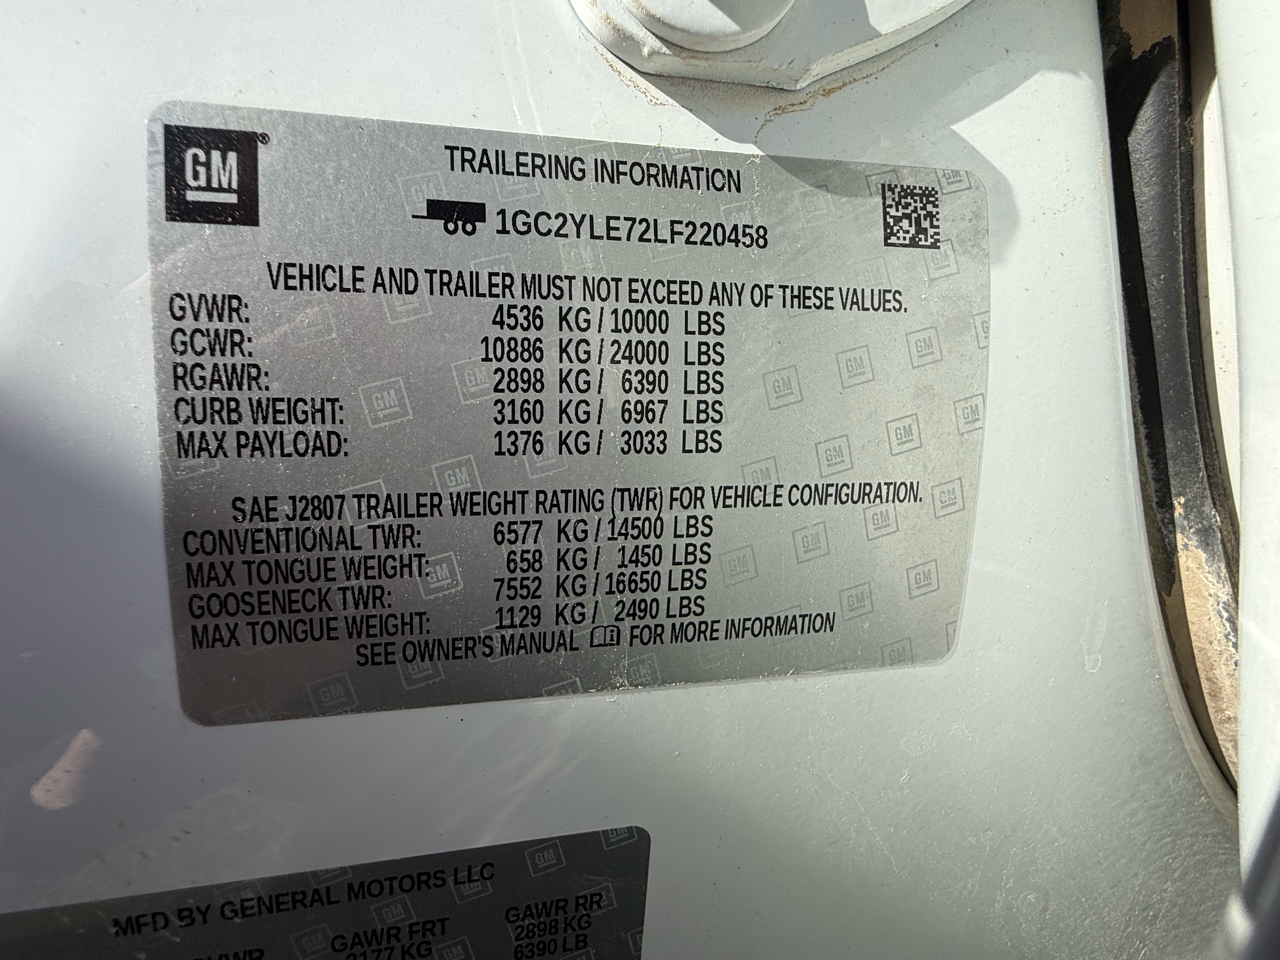 GM®
TRAILERING INFORMATION
1GC2YLE72LF220458
VEHICLE AND TRAILER MUST NOT EXCEED ANY OF THESE VALUES.
GVWR: 4536 KG / 10000 LBS
GCWR: 10886 KG / 24000 LBS
RGAWR: 2898 KG / 6390 LBS
CURB WEIGHT: 3160 KG / 6967 LBS
MAX PAYLOAD: 1376 KG / 3033 LBS
SAE J2807 TRAILER WEIGHT RATING (TWR) FOR VEHICLE CONFIGURATION.
CONVENTIONAL TWR: 6577 KG / 14500 LBS
MAX TONGUE WEIGHT: 658 KG / 1450 LBS
GOOSENECK TWR: 7552 KG / 16650 LBS
MAX TONGUE WEIGHT: 1129 KG / 2490 LBS
SEE OWNER'S MANUAL FOR MORE INFORMATION
MFD BY GENERAL MOTORS LLC
GVWR GAWR FRT GAWR RR
2177 KG 2898 KG
6390 LB